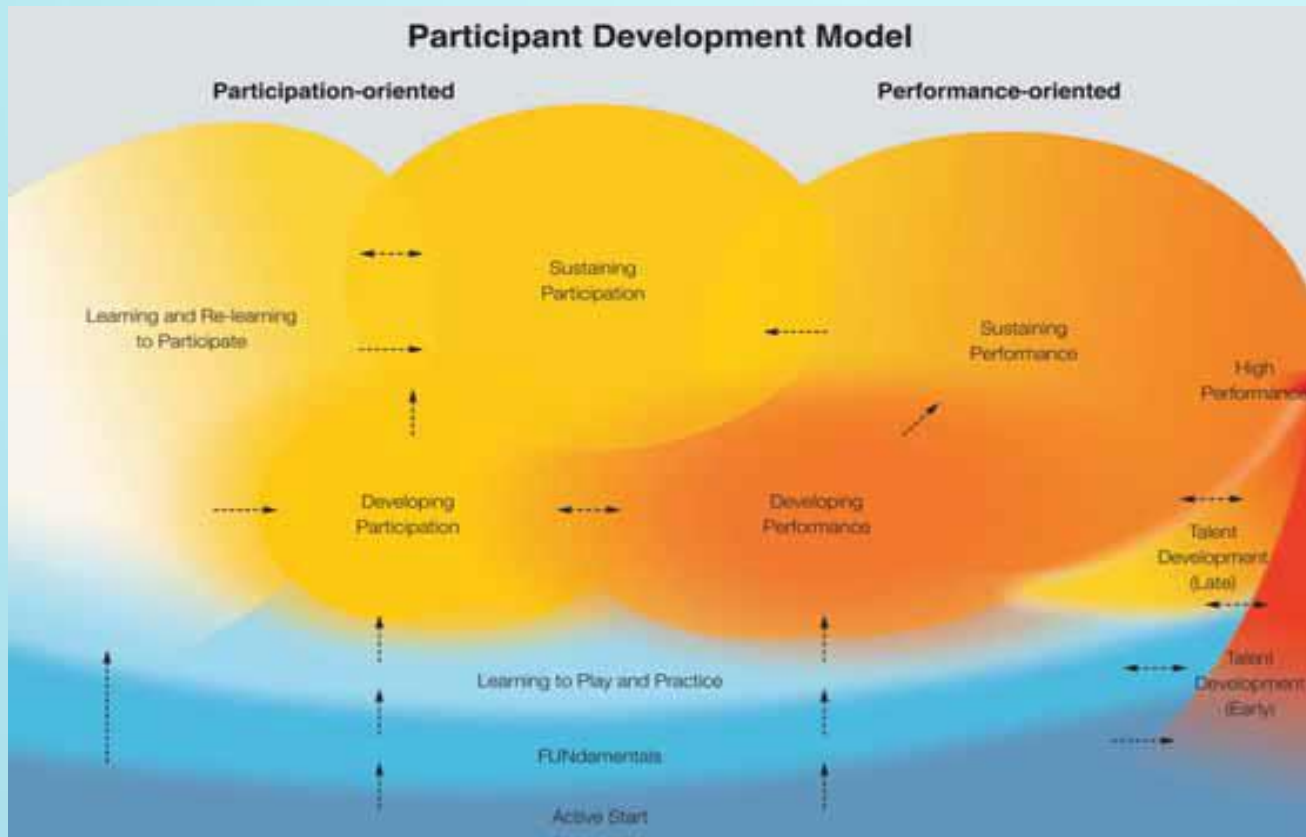 Participant Development Model
Participation-oriented
Performance-oriented
Sustaining
Participation
Learning and Re-learning
to Participate
Sustaining
Performance
High
Performance
Developing
Participation
Developing
Performance
Talent
Development
(Late)
Learning to Play and Practice
Talent
Development
(Early)
FUNdamentals
Active Start